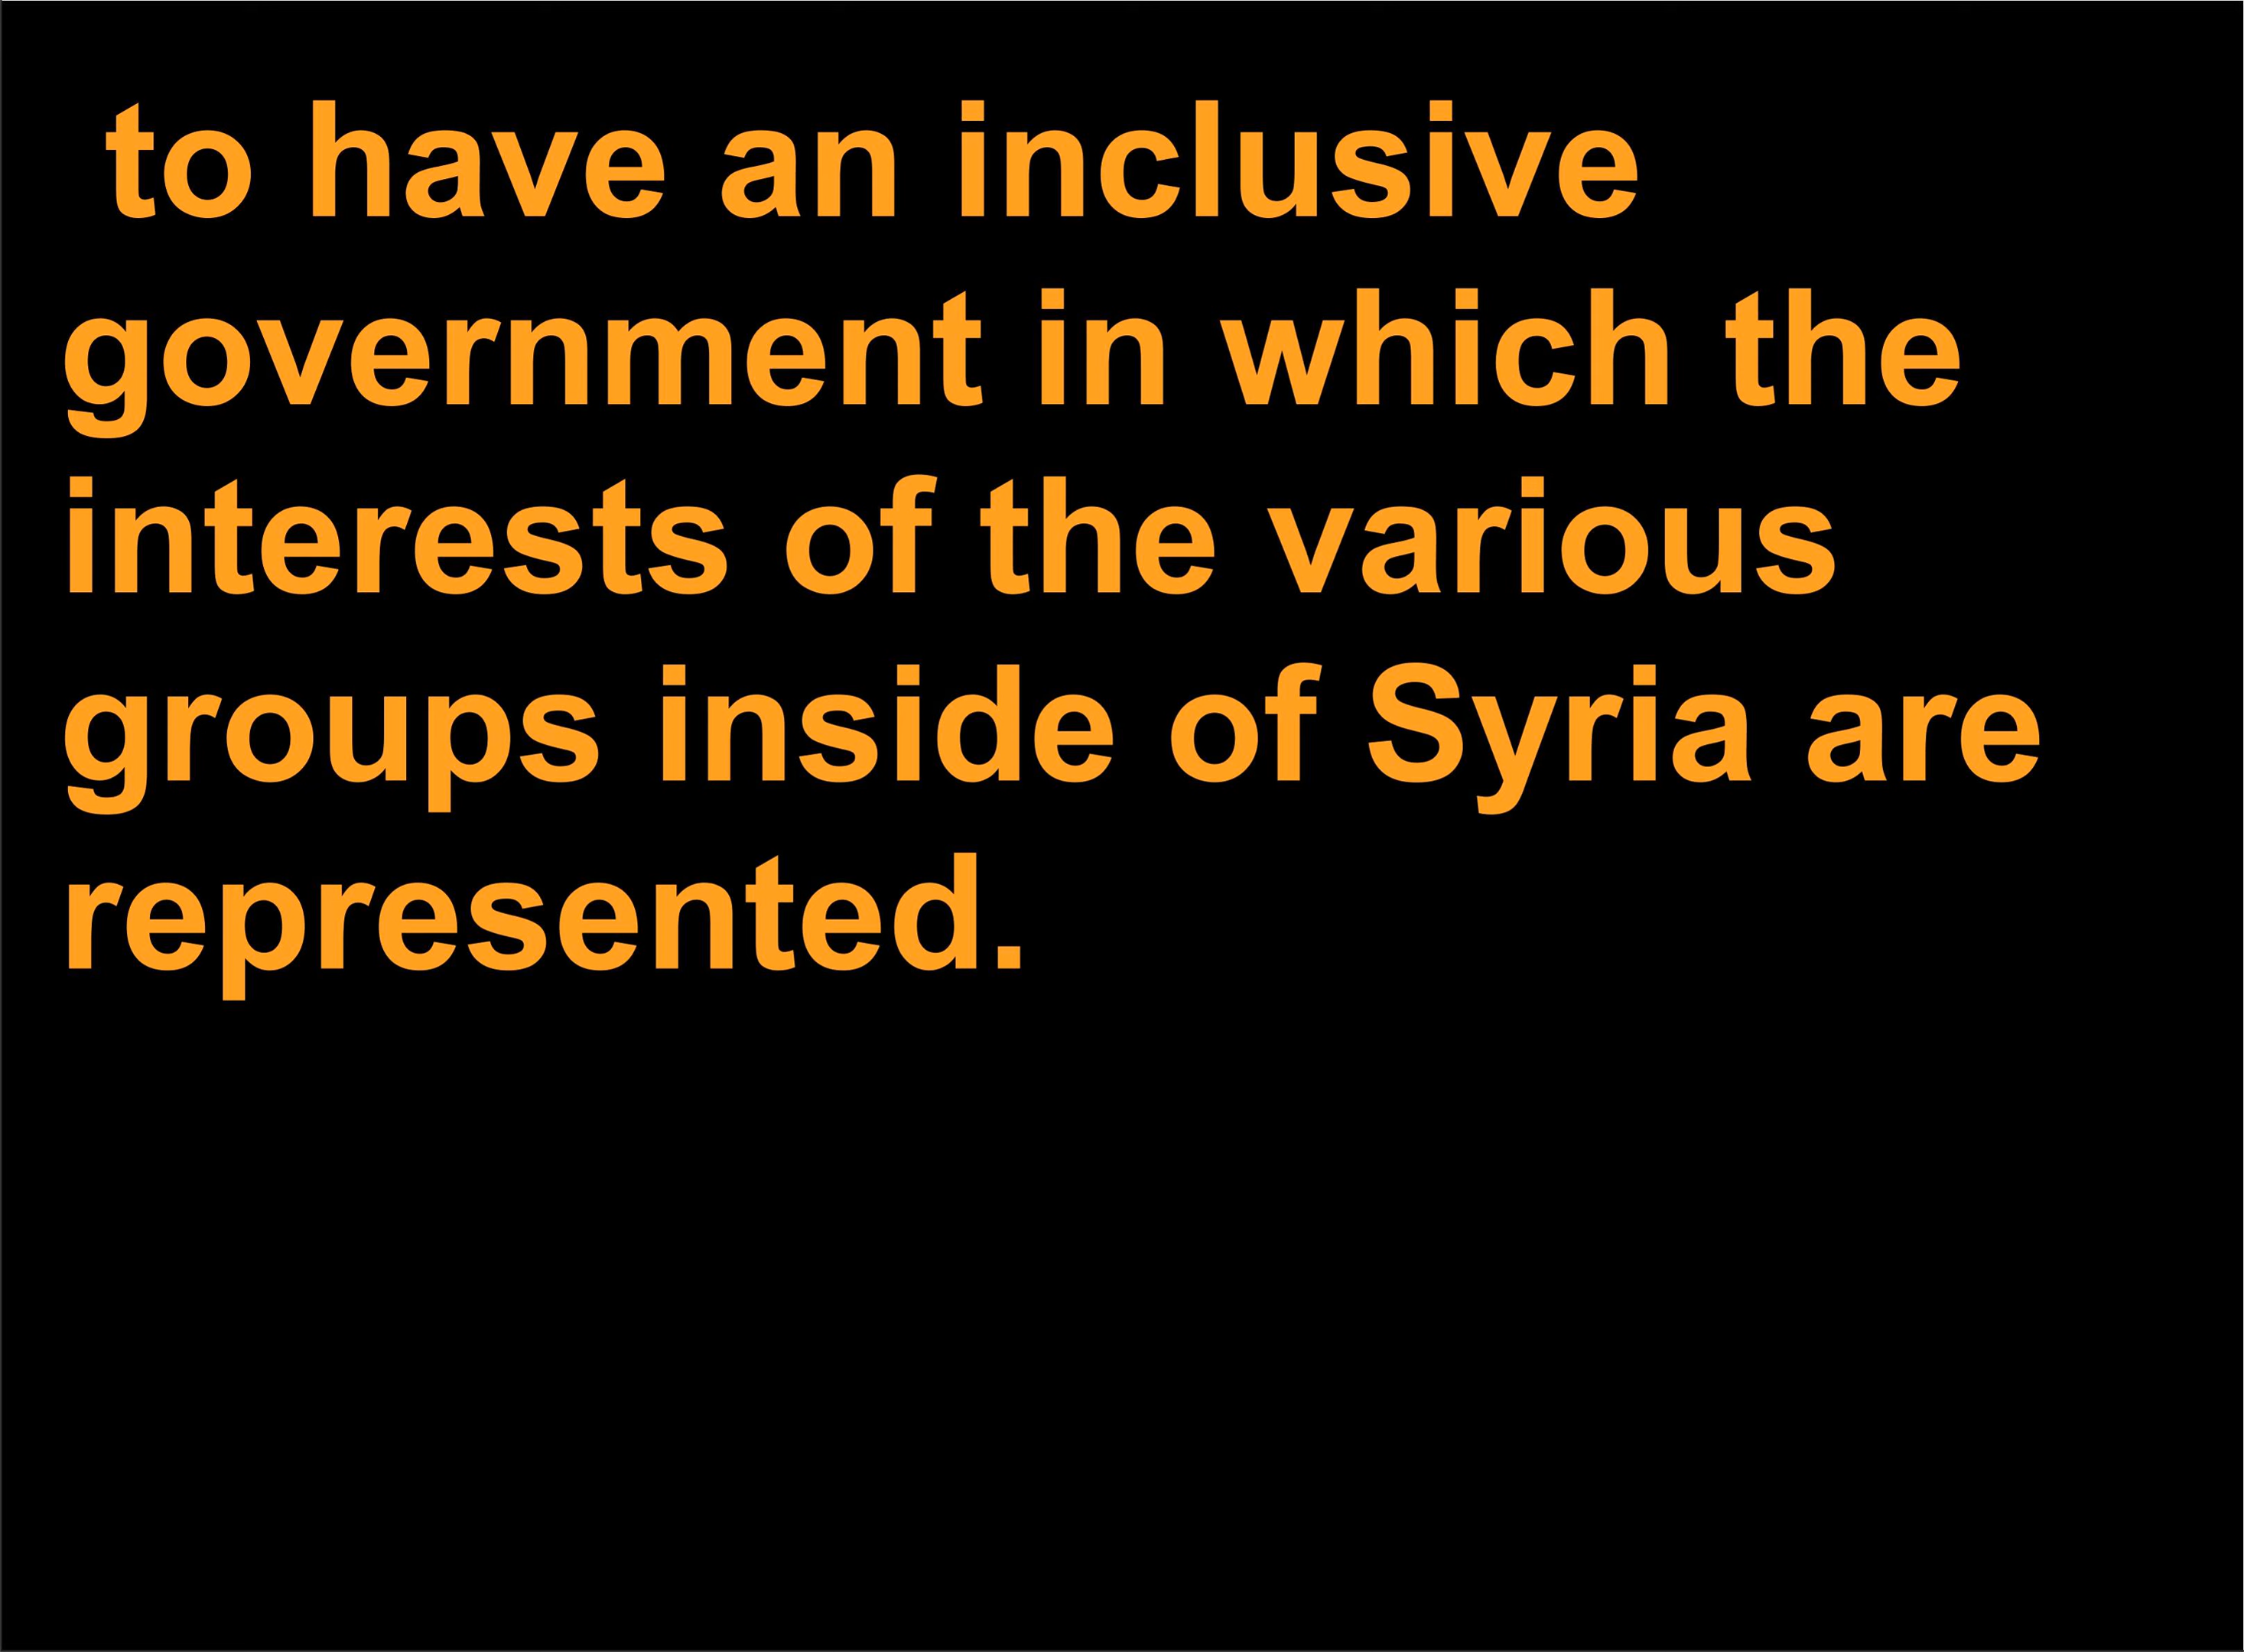 to have an inclusive
government in which the
interests of the various
groups inside of Syria are
represented.